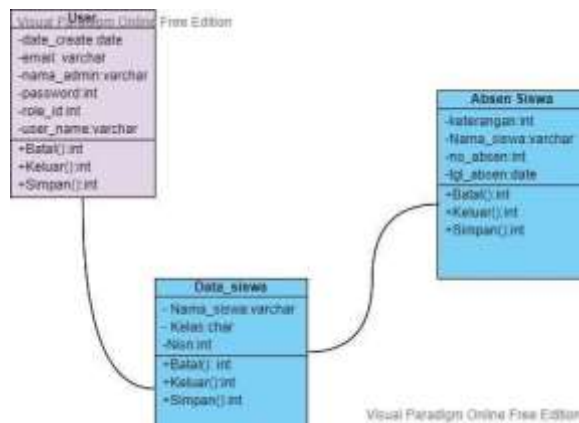 Visual Paradigm Online Free Edition
User
-date_create:date
-email: varchar
-nama_admin:varchar
-password:int
-role_id:int
-user_name:varchar
+Batal():int
+Keluar():int
+Simpan():int
Absen Siswa
-keterangan:int
-Nama_siswa:varchar
-no_absen:int
-tgl_absen:date
+Batal():int
+Keluar():int
+Simpan():int
Data_siswa
- Nama_siswa:varchar
- Kelas:char
-Nisn:int
+Batal(): int
+Keluar():int
+Simpan():int
Visual Paradigm Online Free Edition